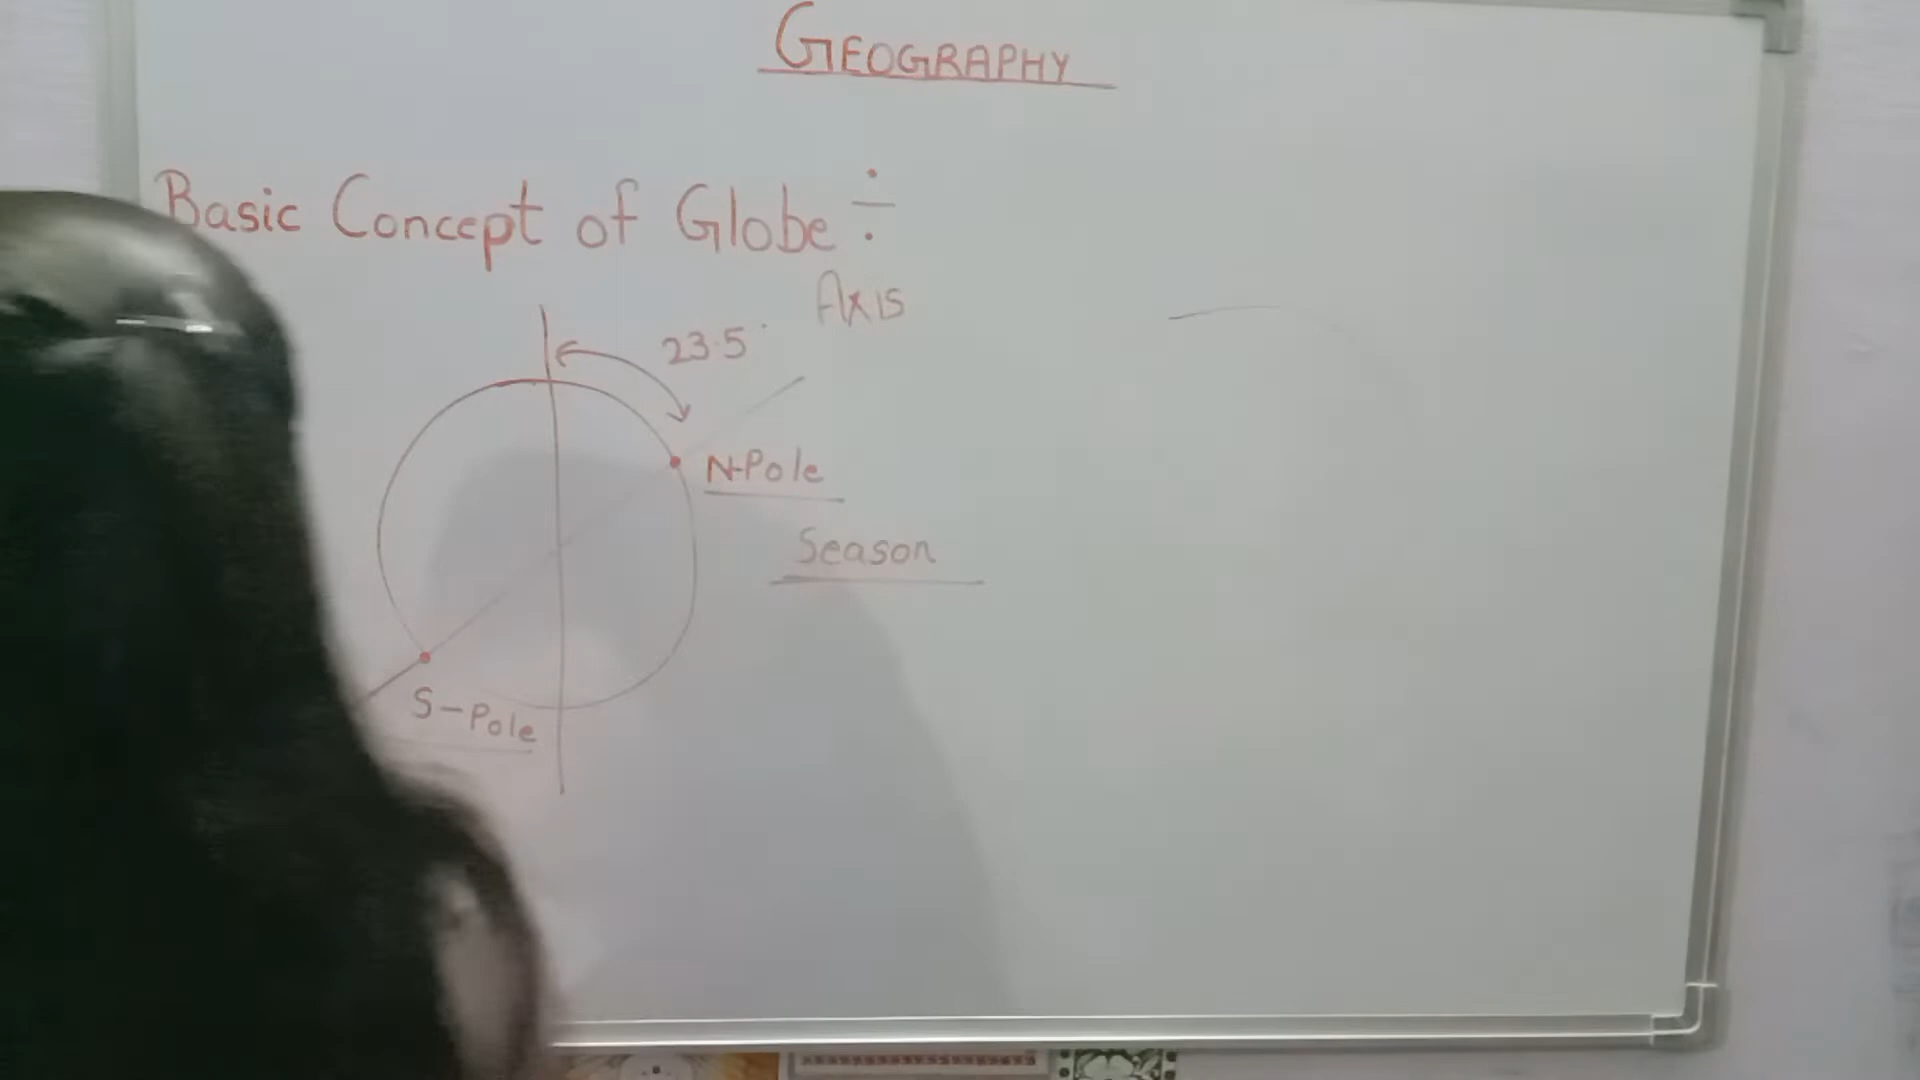 GEOGRAPHY
Basic Concept of Globe ÷
Axis
23.5°
N-Pole
Season
S-Pole